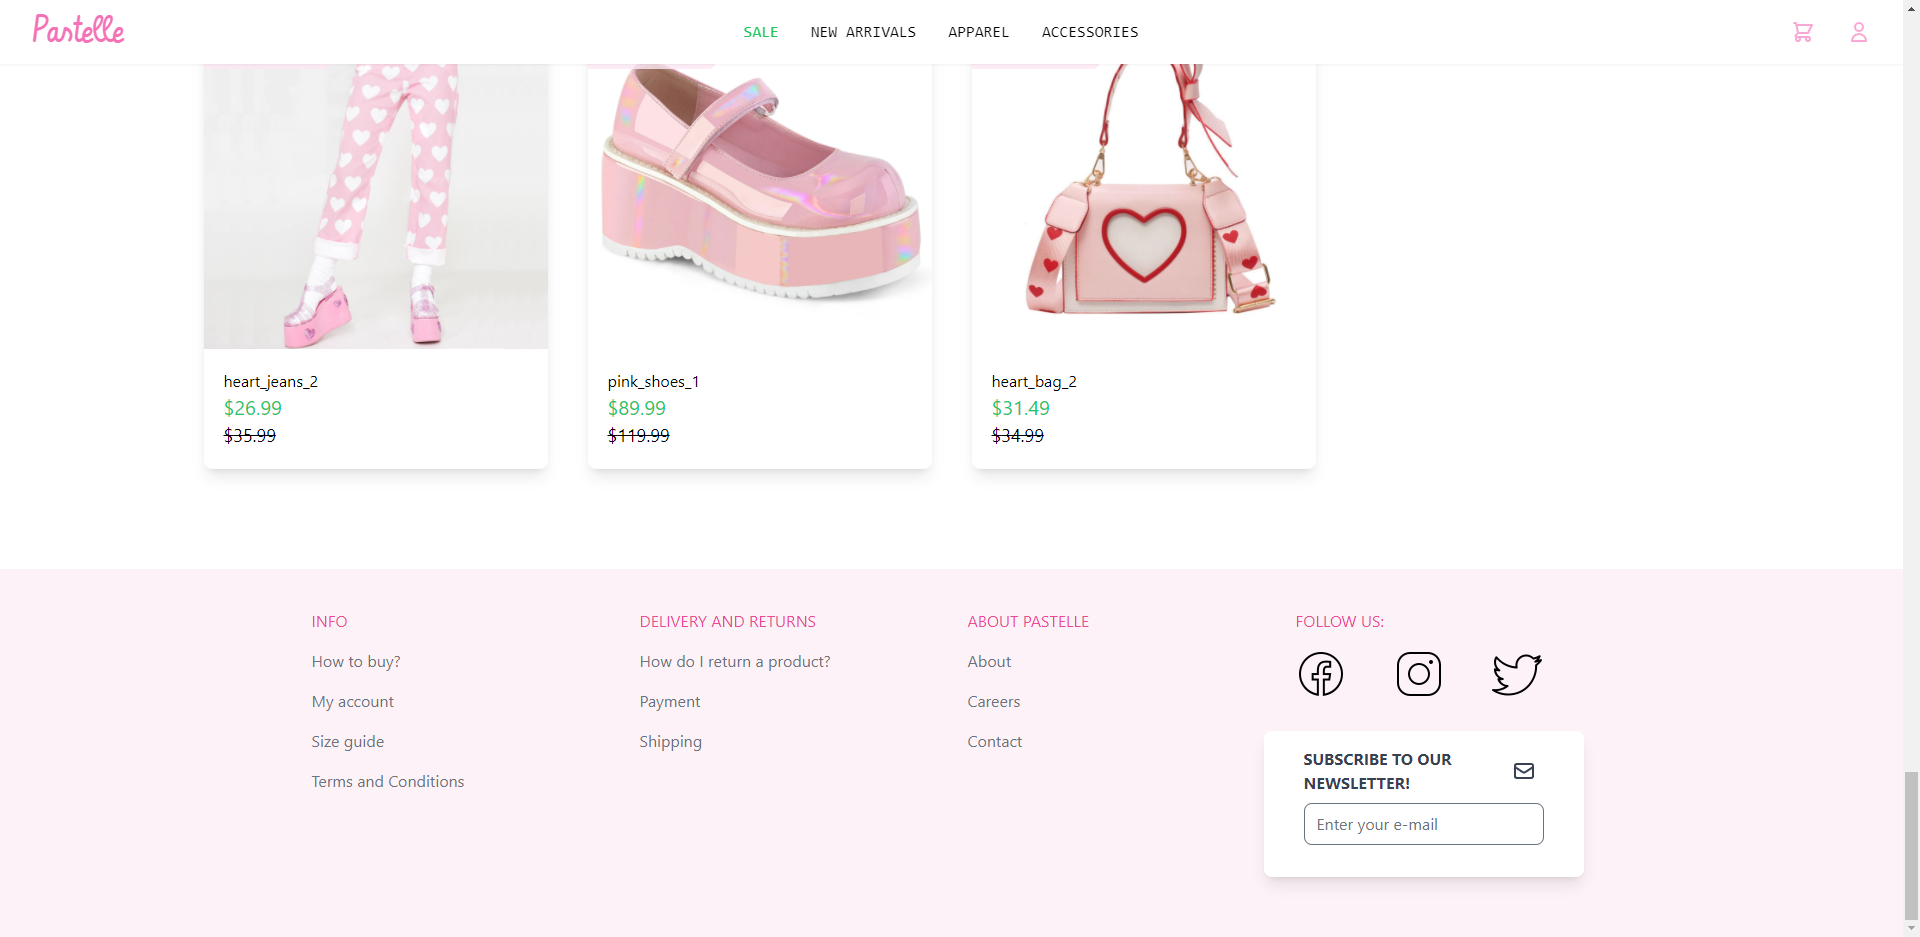 Pastelle
SALE
NEW ARRIVALS
APPAREL
ACCESSORIES
heart_jeans_2
$26.99
$35.99
pink_shoes_1
$89.99
$119.99
heart_bag_2
$31.49
$34.99
INFO
How to buy?
My account
Size guide
Terms and Conditions
DELIVERY AND RETURNS
How do I return a product?
Payment
Shipping
ABOUT PASTELLE
About
Careers
Contact
FOLLOW US:
SUBSCRIBE TO OUR
NEWSLETTER!
Enter your e-mail